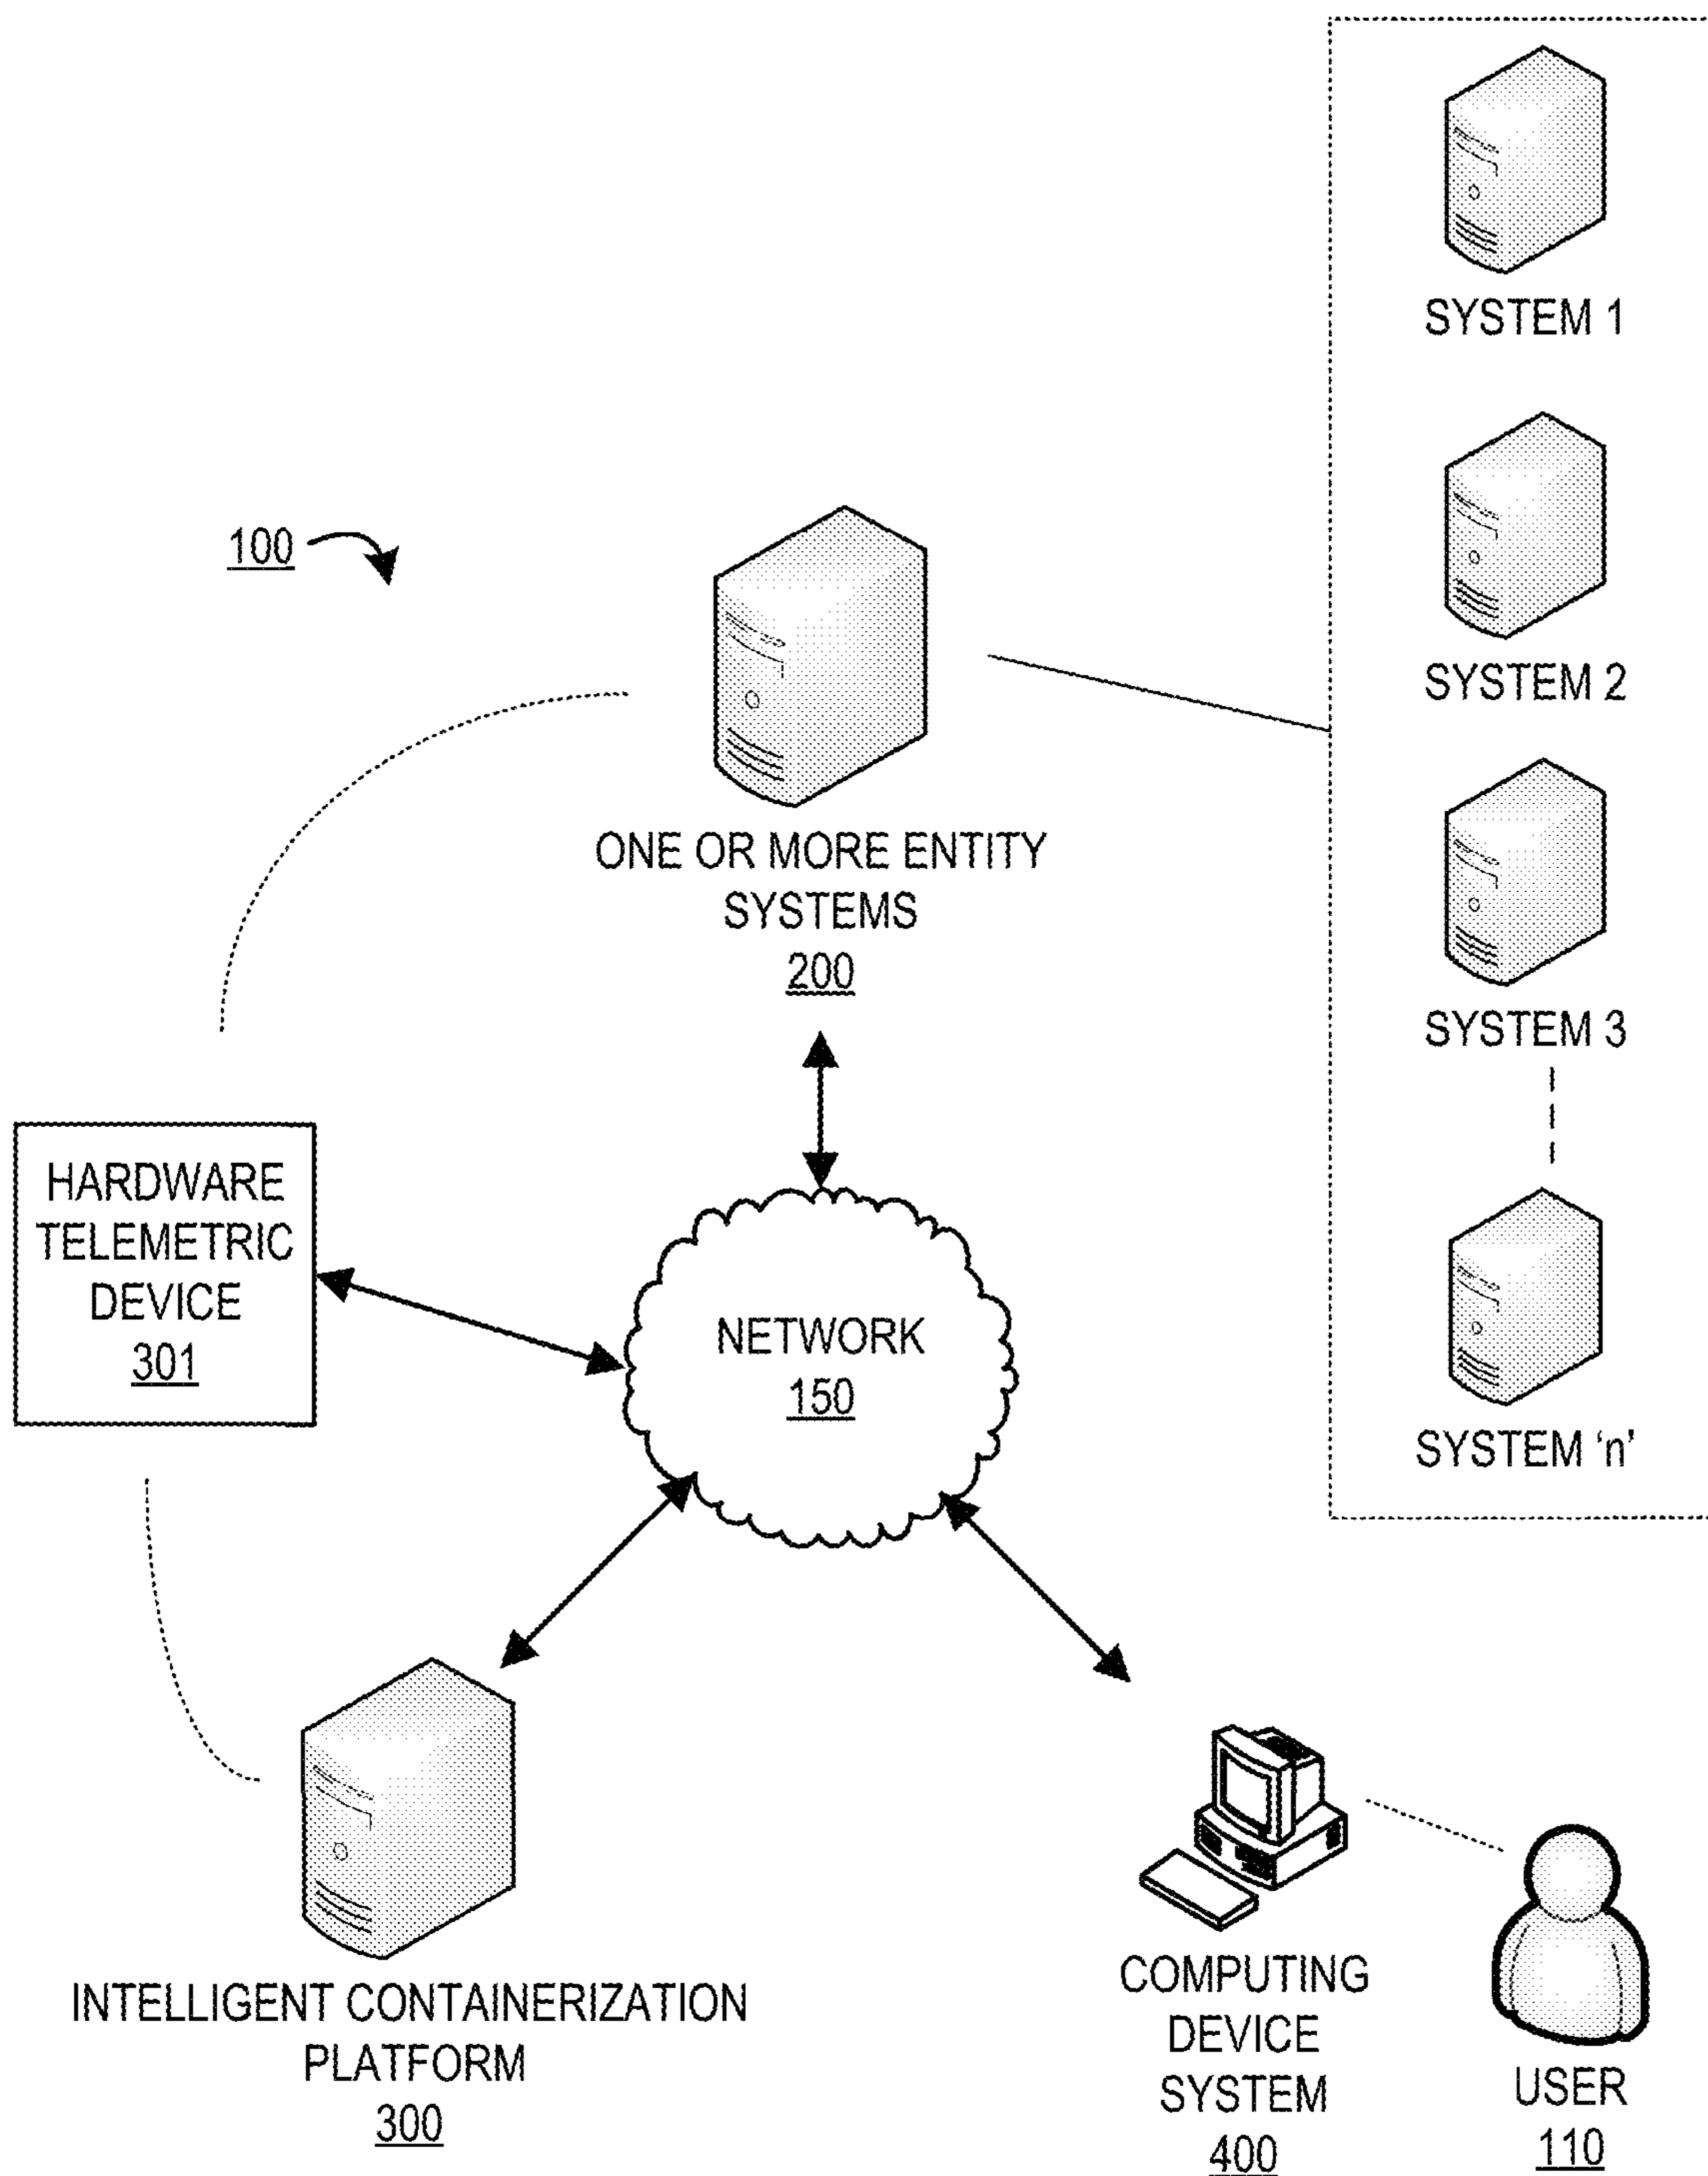 SYSTEM 1
SYSTEM 2
SYSTEM 3
SYSTEM 'n'
100
ONE OR MORE ENTITY
SYSTEMS
200
HARDWARE
TELEMETRIC
DEVICE
301
NETWORK
150
INTELLIGENT CONTAINERIZATION
PLATFORM
300
COMPUTING
DEVICE
SYSTEM
400
USER
110